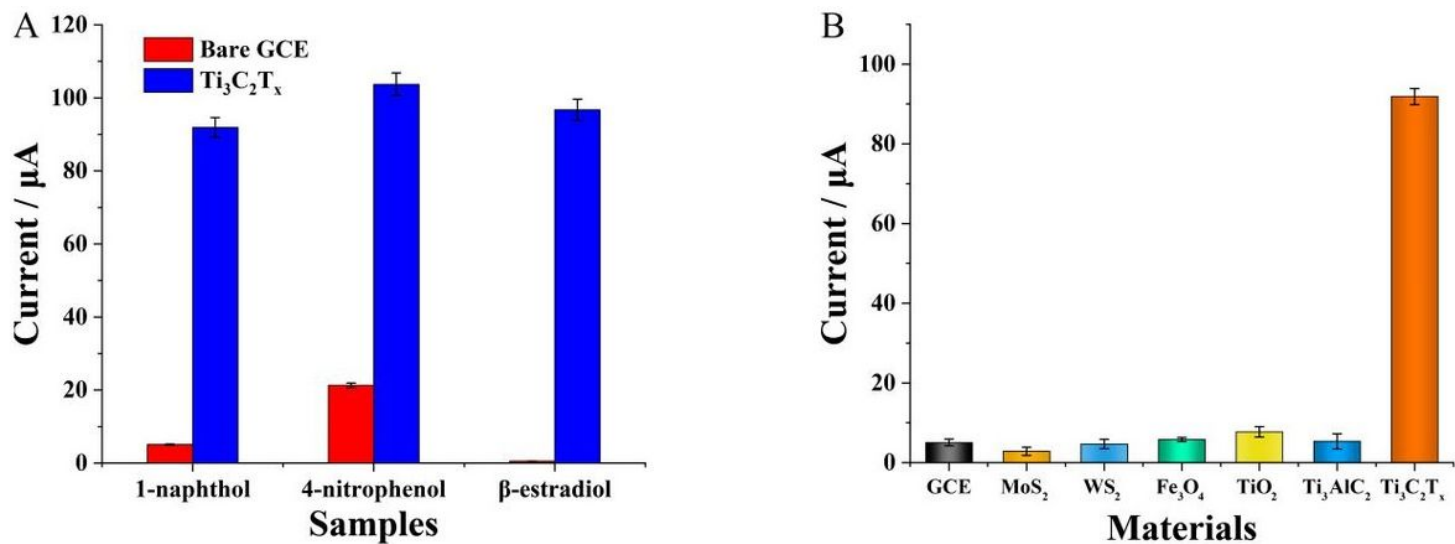 A
Bare GCE
Ti₃C₂Tₓ
120
100
80
60
40
20
0
Current / μA
1-naphthol 4-nitrophenol β-estradiol
Samples
B
100
80
60
40
20
0
Current / μA
GCE MoS₂ WS₂ Fe₃O₄ TiO₂ Ti₃AlC₂ Ti₃C₂Tₓ
Materials